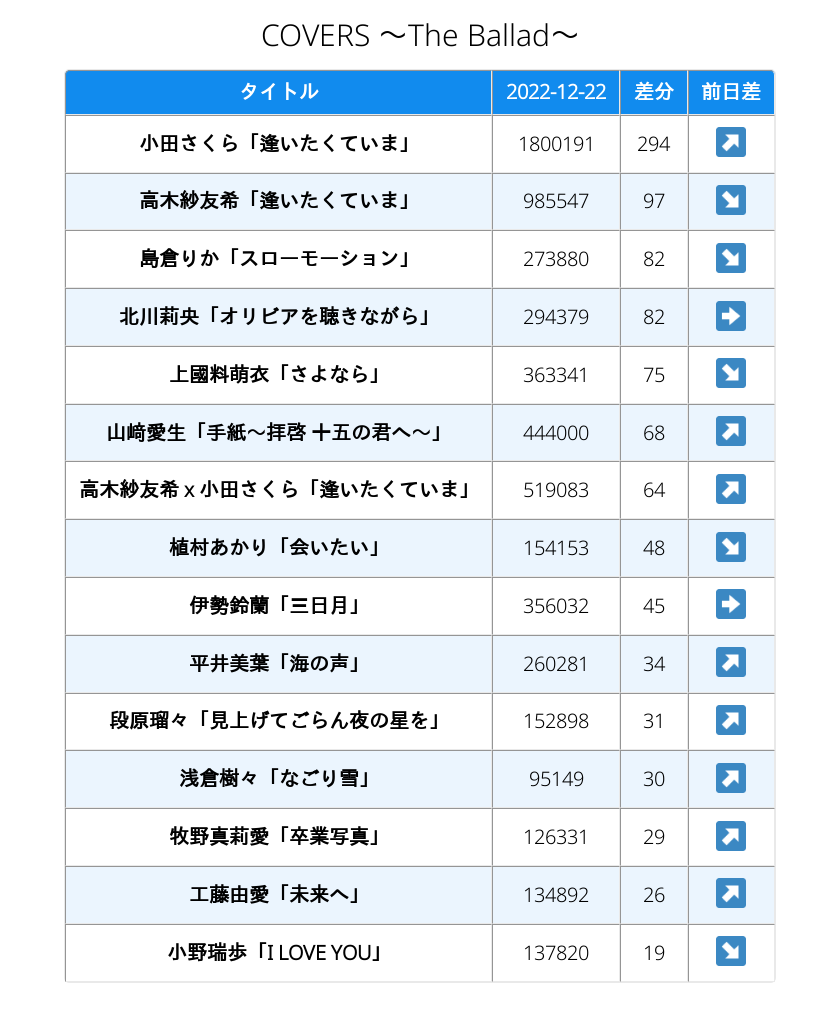 COVERS ～The Ballad～
タイトル 2022-12-22 差分 前日差
小田さくら「逢いたくていま」 1800191 294 ↗
高木紗友希「逢いたくていま」 985547 97 ↘
島倉りか「スローモーション」 273880 82 ↘
北川莉央「オリビアを聴きながら」 294379 82 ➡
上國料萌衣「さよなら」 363341 75 ↘
山﨑愛生「手紙～拝啓 十五の君へ～」 444000 68 ↗
高木紗友希 x 小田さくら「逢いたくていま」 519083 64 ↗
植村あかり「会いたい」 154153 48 ↘
伊勢鈴蘭「三日月」 356032 45 ➡
平井美葉「海の声」 260281 34 ↗
段原瑠々「見上げてごらん夜の星を」 152898 31 ↗
浅倉樹々「なごり雪」 95149 30 ↗
牧野真莉愛「卒業写真」 126331 29 ↗
工藤由愛「未来へ」 134892 26 ↗
小野瑞歩「I LOVE YOU」 137820 19 ↘